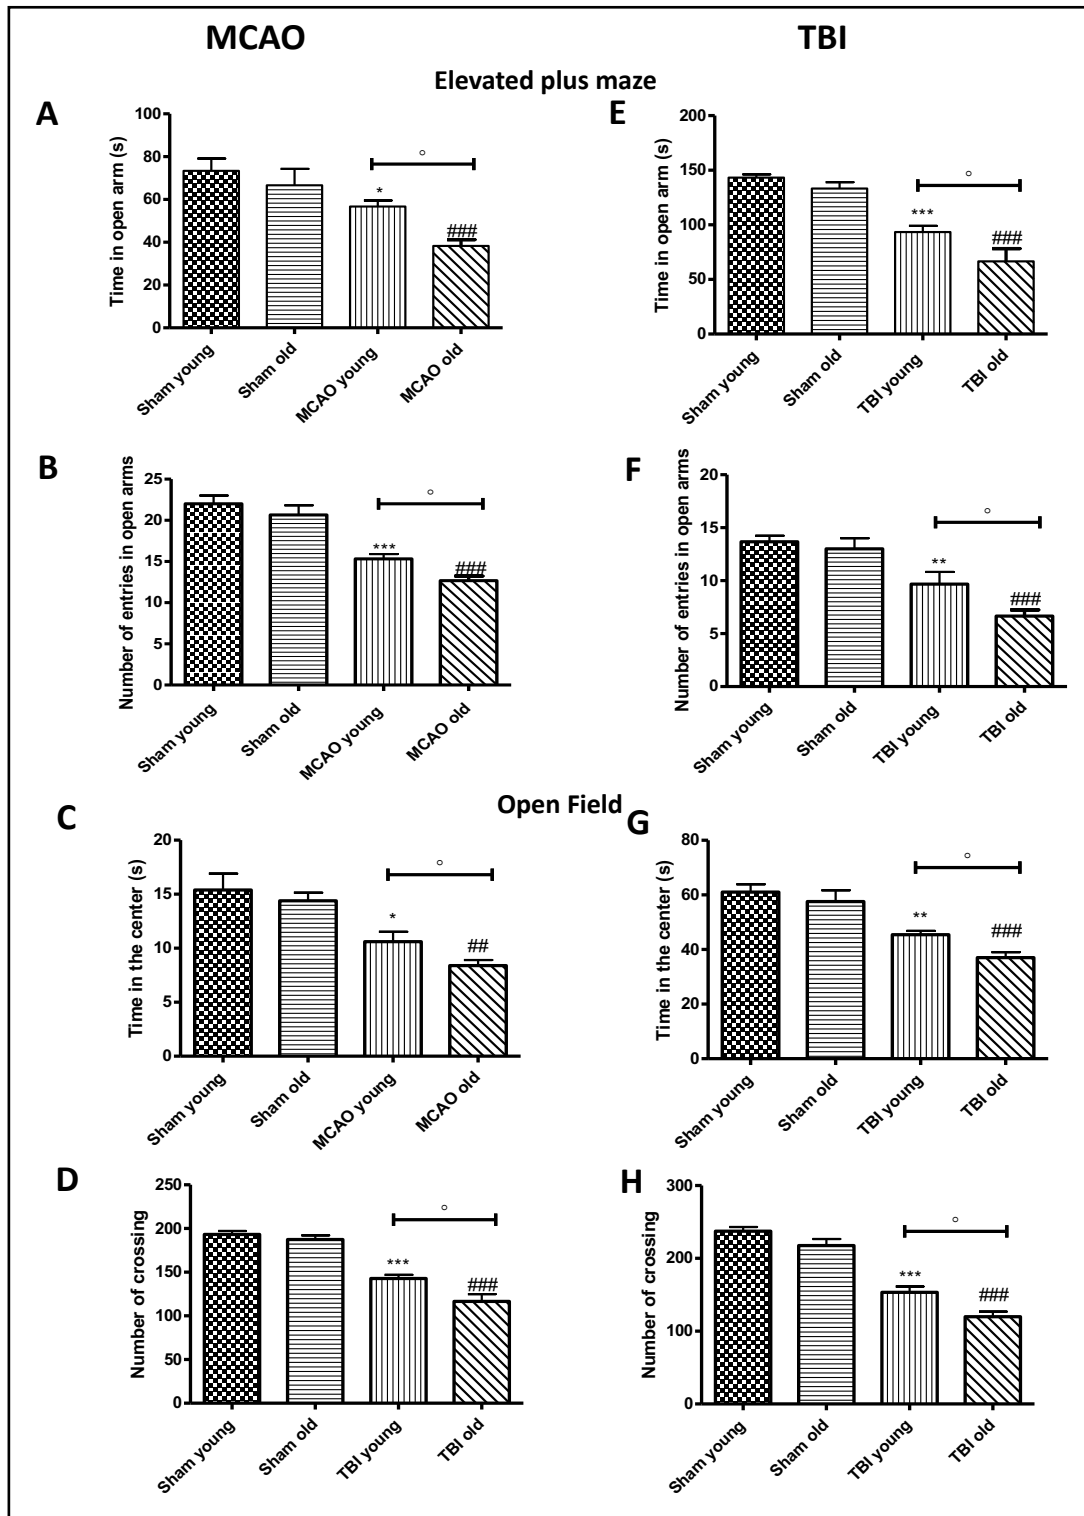 MCAO
TBI
Elevated plus maze
A
Time in open arm (s)
100
80
60
40
20
0
°
*
###
Sham young
Sham old
MCAO young
MCAO old
E
Time in open arm (s)
200
150
100
50
0
°
***
###
Sham young
Sham old
TBI young
TBI old
B
Number of entries in open arms
25
20
15
10
5
0
°
***
###
Sham young
Sham old
MCAO young
MCAO old
F
Number of entries in open arms
20
15
10
5
0
°
**
###
Sham young
Sham old
TBI young
TBI old
Open Field
C
Time in the center (s)
20
15
10
5
0
°
*
##
Sham young
Sham old
MCAO young
MCAO old
G
Time in the center (s)
80
60
40
20
0
°
**
###
Sham young
Sham old
TBI young
TBI old
D
Number of crossing
250
200
150
100
50
0
°
***
###
Sham young
Sham old
TBI young
TBI old
H
Number of crossing
300
200
100
0
°
***
###
Sham young
Sham old
TBI young
TBI old